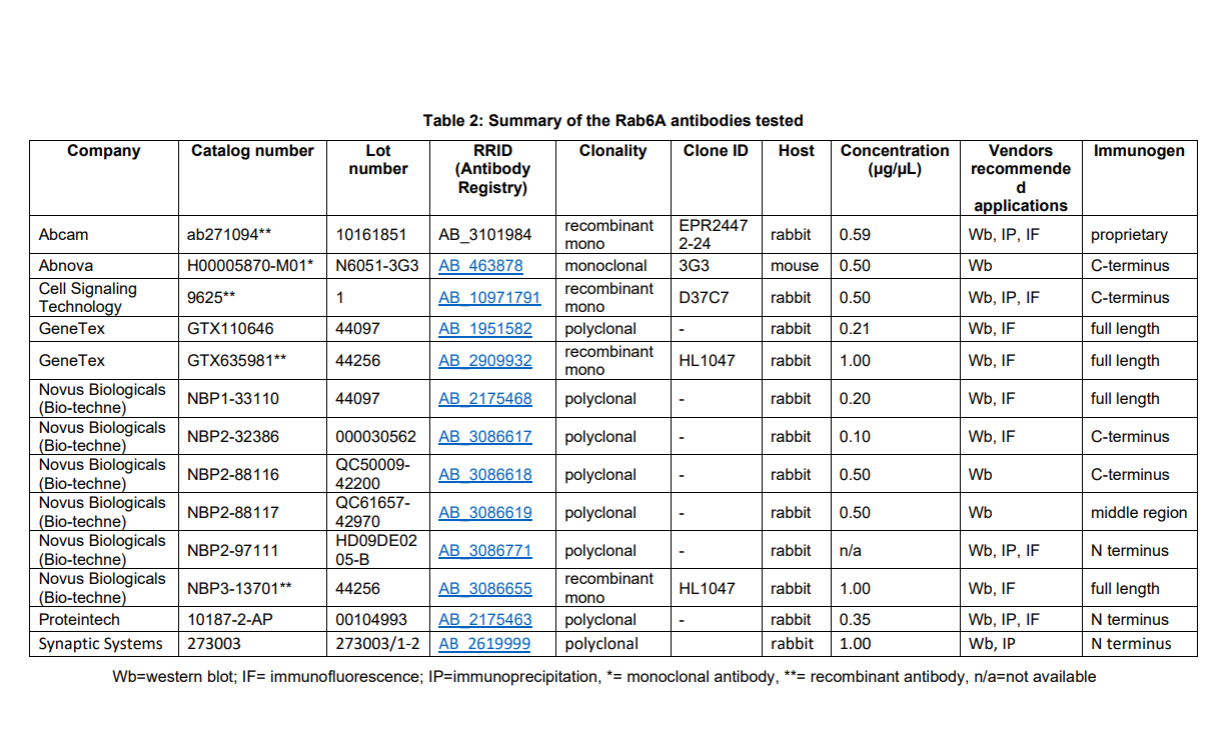 Table 2: Summary of the Rab6A antibodies tested
Company Catalog number Lot number RRID (Antibody Registry) Clonality Clone ID Host Concentration (µg/µL) Vendors recommende d applications Immunogen
Abcam ab271094** 10161851 AB_3101984 recombinant mono EPR2447 2-24 rabbit 0.59 Wb, IP, IF proprietary
Abnova H00005870-M01* N6051-3G3 AB_463878 monoclonal 3G3 mouse 0.50 Wb C-terminus
Cell Signaling Technology 9625** 1 AB_10971791 recombinant mono D37C7 rabbit 0.50 Wb, IP, IF C-terminus
GeneTex GTX110646 44097 AB_1951582 polyclonal - rabbit 0.21 Wb, IF full length
GeneTex GTX635981** 44256 AB_2909932 recombinant mono HL1047 rabbit 1.00 Wb, IF full length
Novus Biologicals (Bio-techne) NBP1-33110 44097 AB_2175468 polyclonal - rabbit 0.20 Wb, IF full length
Novus Biologicals (Bio-techne) NBP2-32386 000030562 AB_3086617 polyclonal - rabbit 0.10 Wb, IF C-terminus
Novus Biologicals (Bio-techne) NBP2-88116 QC50009-42200 AB_3086618 polyclonal - rabbit 0.50 Wb C-terminus
Novus Biologicals (Bio-techne) NBP2-88117 QC61657-42970 AB_3086619 polyclonal - rabbit 0.50 Wb middle region
Novus Biologicals (Bio-techne) NBP2-97111 HD09DE02 05-B AB_3086771 polyclonal - rabbit n/a Wb, IP, IF N terminus
Novus Biologicals (Bio-techne) NBP3-13701** 44256 AB_3086655 recombinant mono HL1047 rabbit 1.00 Wb, IF full length
Proteintech 10187-2-AP 00104993 AB_2175463 polyclonal - rabbit 0.35 Wb, IP, IF N terminus
Synaptic Systems 273003 273003/1-2 AB_2619999 polyclonal rabbit 1.00 Wb, IP N terminus
Wb=western blot; IF= immunofluorescence; IP=immunoprecipitation, *= monoclonal antibody, **= recombinant antibody, n/a=not available